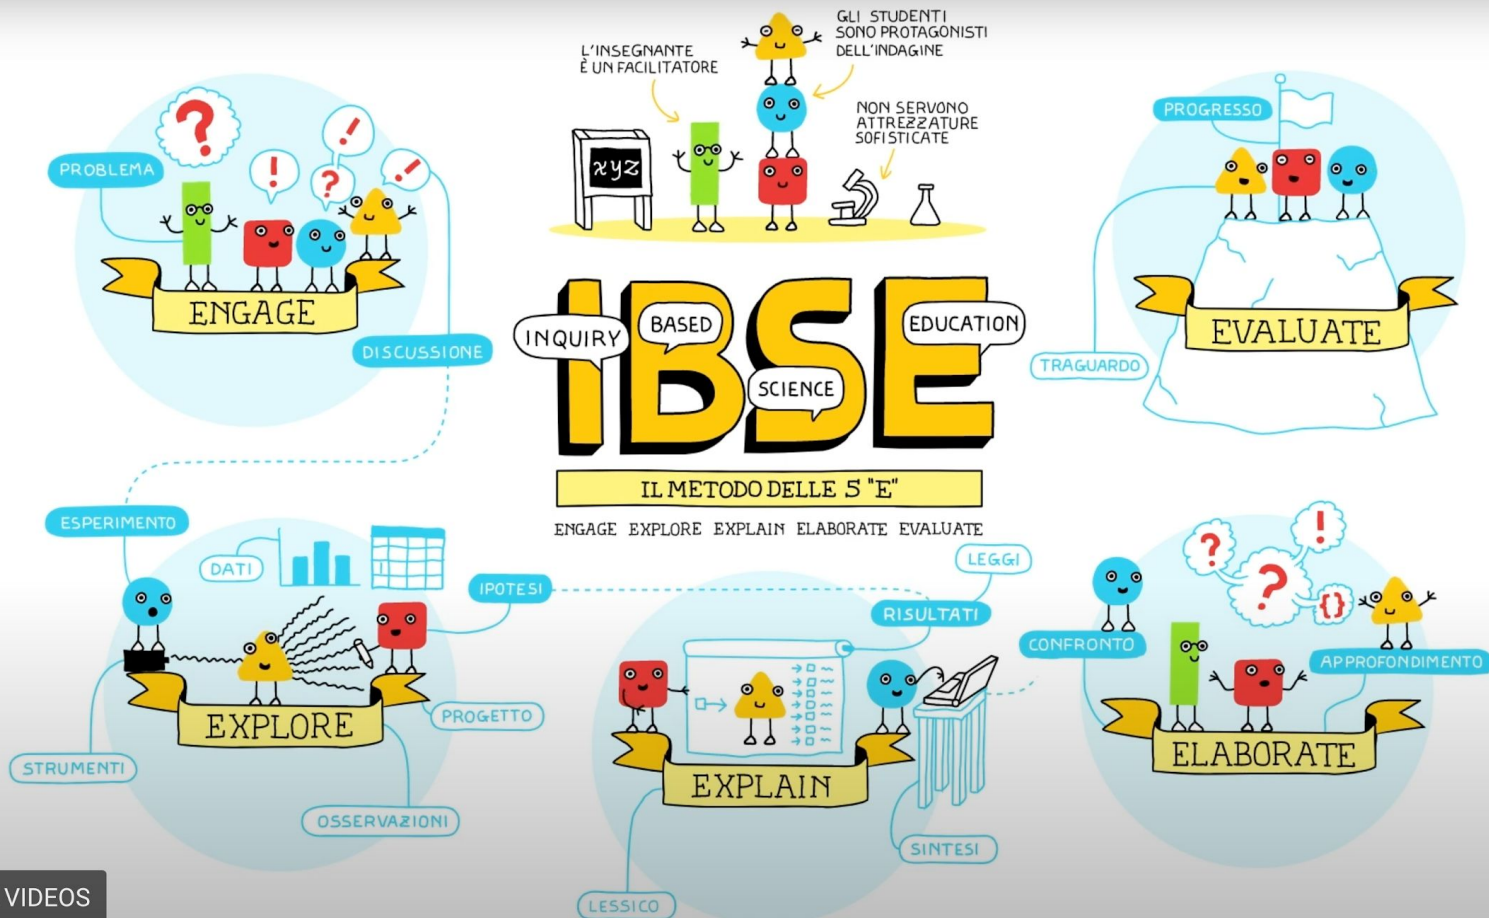 L'INSEGNANTE
È UN FACILITATORE
GLI STUDENTI
SONO PROTAGONISTI
DELL'INDAGINE
NON SERVONO
ATTREZZATURE
SOFISTICATE
xyz
PROBLEMA
?
!
?
!
!
ENGAGE
DISCUSSIONE
INQUIRY
BASED
SCIENCE
EDUCATION
IBSE
IL METODO DELLE 5 "E"
ENGAGE EXPLORE EXPLAIN ELABORATE EVALUATE
PROGRESSO
EVALUATE
TRAGUARDO
ESPERIMENTO
DATI
IPOTESI
EXPLORE
PROGETTO
STRUMENTI
OSSERVAZIONI
LEGGI
RISULTATI
EXPLAIN
SINTESI
LESSICO
?
!
?
{}
CONFRONTO
APPROFONDIMENTO
ELABORATE
VIDEOS